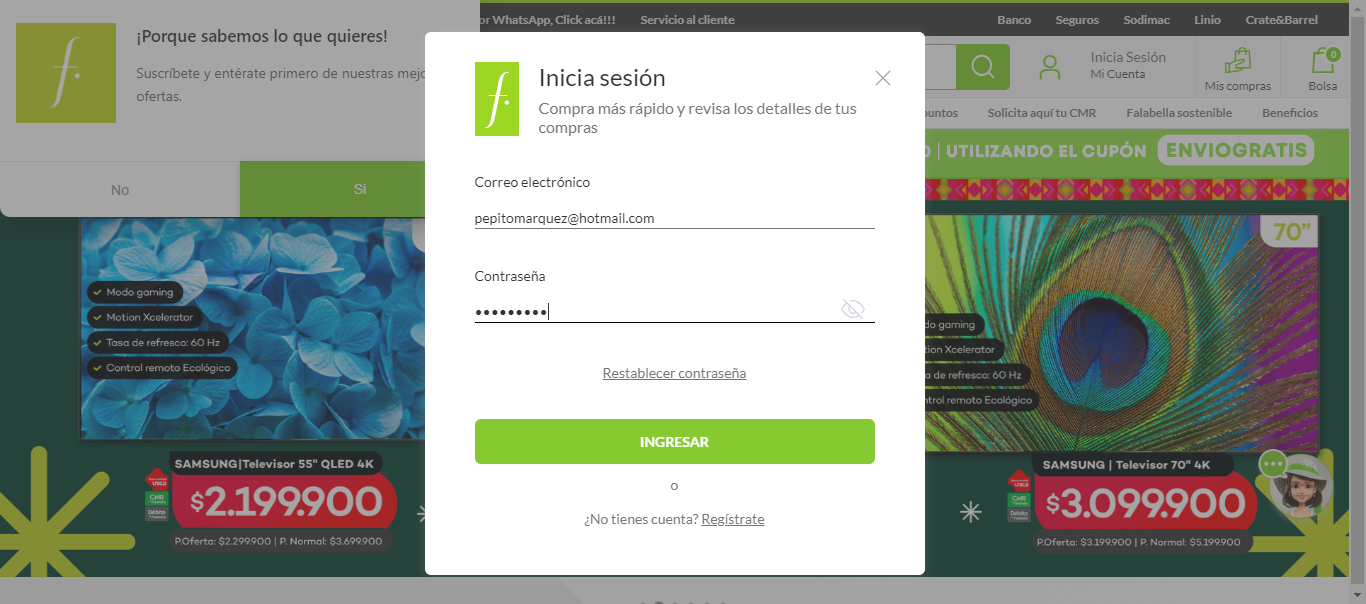 or WhatsApp, Click acá!!!
Servicio al cliente
Banco
Seguros
Sodimac
Linio
Crate&Barrel
¡Porque sabemos lo que quieres!
Suscríbete y entérate primero de nuestras mejo
ofertas.
No
Si
Inicia Sesión
Mi Cuenta
Mis compras
0
Bolsa
puntos
Solicita aquí tu CMR
Falabella sostenible
Beneficios
UTILIZANDO EL CUPÓN
ENVIOGRATIS
f.
Inicia sesión
Compra más rápido y revisa los detalles de tus
compras
Correo electrónico
pepitomarquez@hotmail.com
Contraseña
•••••••••
Restablecer contraseña
INGRESAR
o
¿No tienes cuenta? Regístrate
Modo gaming
Motion Xcelerator
Tasa de refresco: 60 Hz
Control remoto Ecológico
SAMSUNG|Televisor 55" QLED 4K
ÚNICA
CMR
Débito
$2.199.900
P.Oferta: $2.299.900 | P. Normal: $3.699.900
70”
do gaming
tion Xcelerator
a de refresco: 60 Hz
ntrol remoto Ecológico
SAMSUNG | Televisor 70" 4K
ÚNICA
CMR
Débito
$3.099.900
P.Oferta: $3.199.900 | P. Normal: $5.199.900